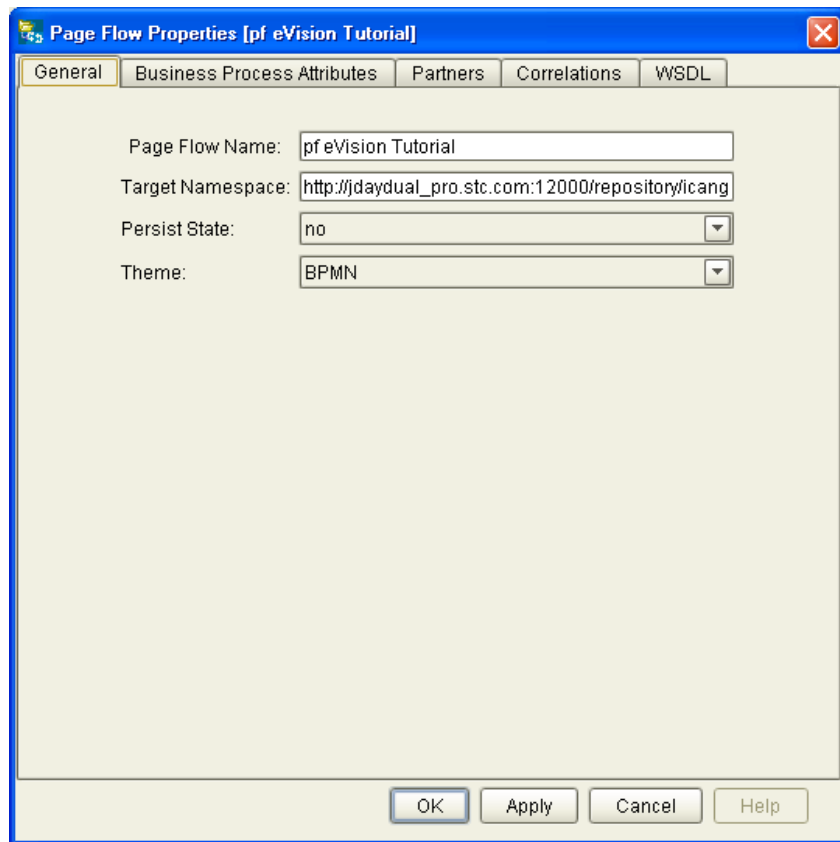 Page Flow Properties [pf eVision Tutorial]
General Business Process Attributes Partners Correlations WSDL
Page Flow Name: pf eVision Tutorial
Target Namespace: http://jdaydual_pro.stc.com:12000/repository/icang
Persist State: no
Theme: BPMN
OK Apply Cancel Help